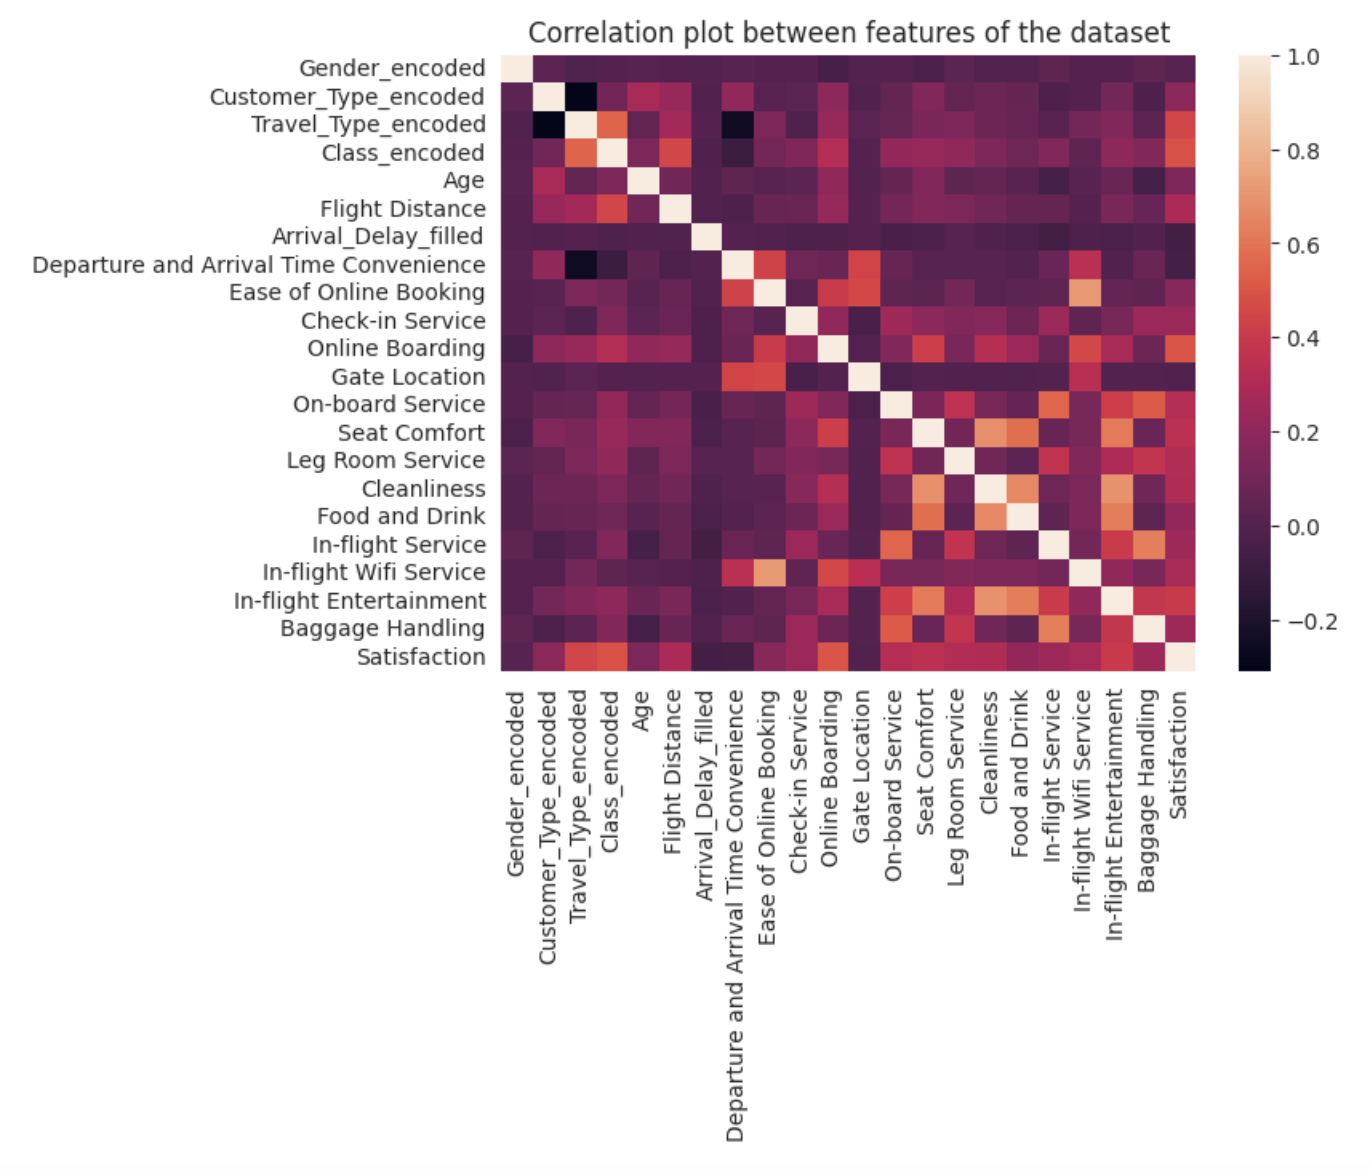 Correlation plot between features of the dataset
Gender_encoded
Customer_Type_encoded
Travel_Type_encoded
Class_encoded
Age
Flight Distance
Arrival_Delay_filled
Departure and Arrival Time Convenience
Ease of Online Booking
Check-in Service
Online Boarding
Gate Location
On-board Service
Seat Comfort
Leg Room Service
Cleanliness
Food and Drink
In-flight Service
In-flight Wifi Service
In-flight Entertainment
Baggage Handling
Satisfaction
Gender_encoded
Customer_Type_encoded
Travel_Type_encoded
Class_encoded
Age
Flight Distance
Arrival_Delay_filled
Departure and Arrival Time Convenience
Ease of Online Booking
Check-in Service
Online Boarding
Gate Location
On-board Service
Seat Comfort
Leg Room Service
Cleanliness
Food and Drink
In-flight Service
In-flight Wifi Service
In-flight Entertainment
Baggage Handling
Satisfaction
1.0
0.8
0.6
0.4
0.2
0.0
−0.2